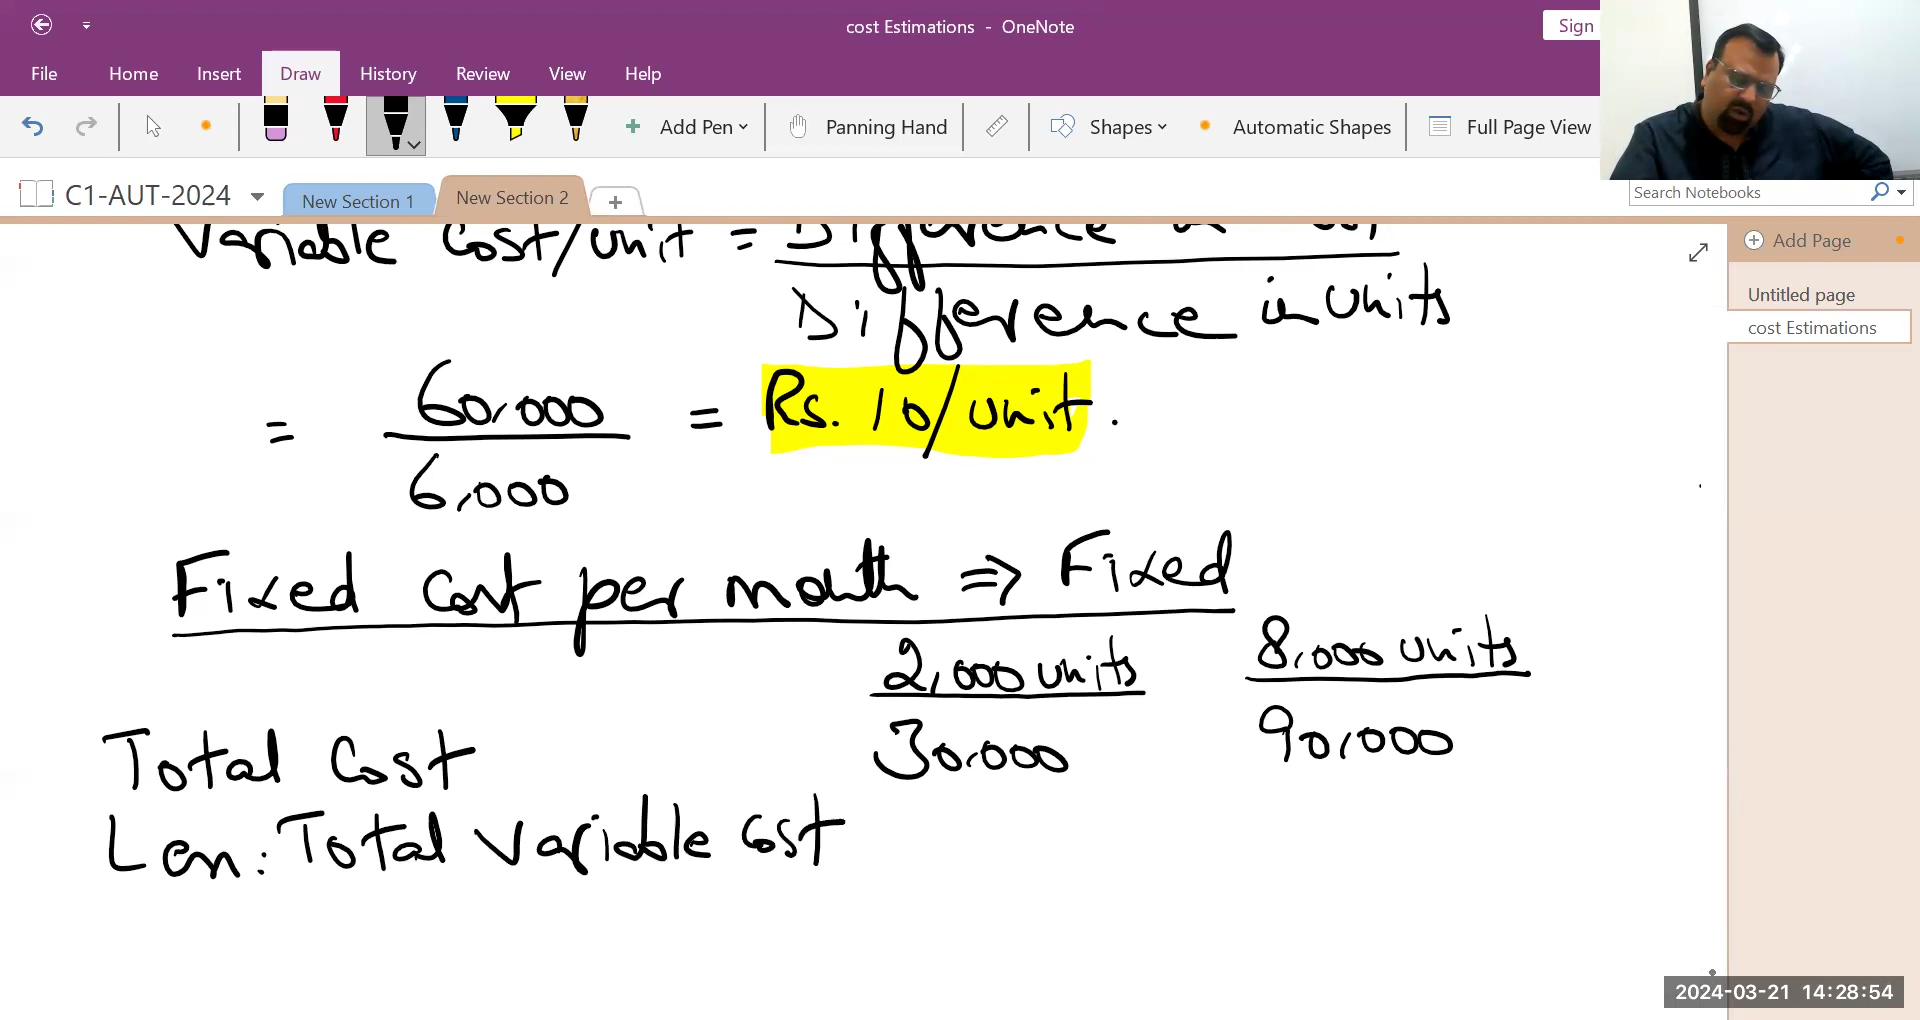 cost Estimations - OneNote
Sign
File Home Insert Draw History Review View Help
Add Pen Panning Hand Shapes Automatic Shapes Full Page View
C1-AUT-2024 New Section 1 New Section 2 +
Search Notebooks
Add Page
Untitled page
cost Estimations
Variable Cost/unit = Difference in Cost
Difference in units
= 60,000 = Rs. 10/unit.
6,000
Fixed Cost per month ⇒ Fixed
2,000 units 8,000 units
Total Cost 30,000 90,000
Less: Total variable Cost
2024-03-21 14:28:54